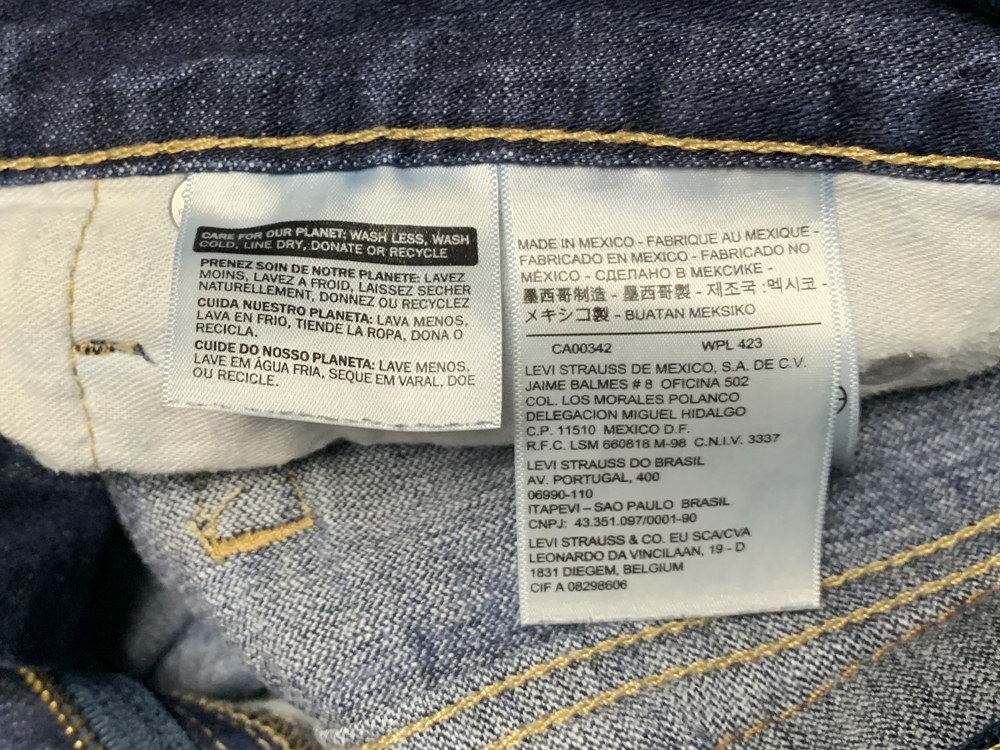 CARE FOR OUR PLANET: WASH LESS, WASH
COLD, LINE DRY, DONATE OR RECYCLE
PRENEZ SOIN DE NOTRE PLANETE: LAVEZ
MOINS, LAVEZ A FROID, LAISSEZ SECHER
NATURELLEMENT, DONNEZ OU RECYCLEZ
CUIDA NUESTRO PLANETA: LAVA MENOS,
LAVA EN FRIO, TIENDE LA ROPA, DONA O
RECICLA.
CUIDE DO NOSSO PLANETA: LAVE MENOS,
LAVE EM ÁGUA FRIA, SEQUE EM VARAL, DOE
OU RECICLE.
MADE IN MEXICO - FABRIQUE AU MEXIQUE -
FABRICADO EN MEXICO - FABRICADO NO
MÉXICO - СДЕЛАНО В МЕКСИКЕ -
墨西哥制造 - 墨西哥製 - 제조국 :멕시코 -
メキシコ製 - BUATAN MEKSIKO
CA00342 WPL 423
LEVI STRAUSS DE MEXICO, S.A. DE C.V.
JAIME BALMES # 8 OFICINA 502
COL. LOS MORALES POLANCO
DELEGACION MIGUEL HIDALGO
C.P. 11510 MEXICO D.F.
R.F.C. LSM 660818 M-98 C.N.I.V. 3337
LEVI STRAUSS DO BRASIL
AV. PORTUGAL, 400
06990-110
ITAPEVI – SAO PAULO BRASIL
CNPJ: 43.351.097/0001-90
LEVI STRAUSS & CO. EU SCA/CVA
LEONARDO DA VINCILAAN, 19 - D
1831 DIEGEM, BELGIUM
CIF A 08298606